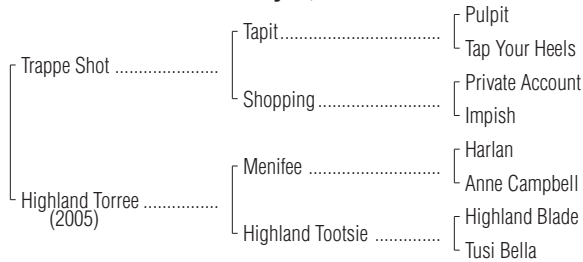 Pulpit
Tapit..............................
Tap Your Heels
Trappe Shot .....................
Private Account
Shopping.........................
Impish
Harlan
Menifee ..........................
Anne Campbell
Highland Torree ...............
(2005)
Highland Blade
Highland Tootsie .............
Tusi Bella